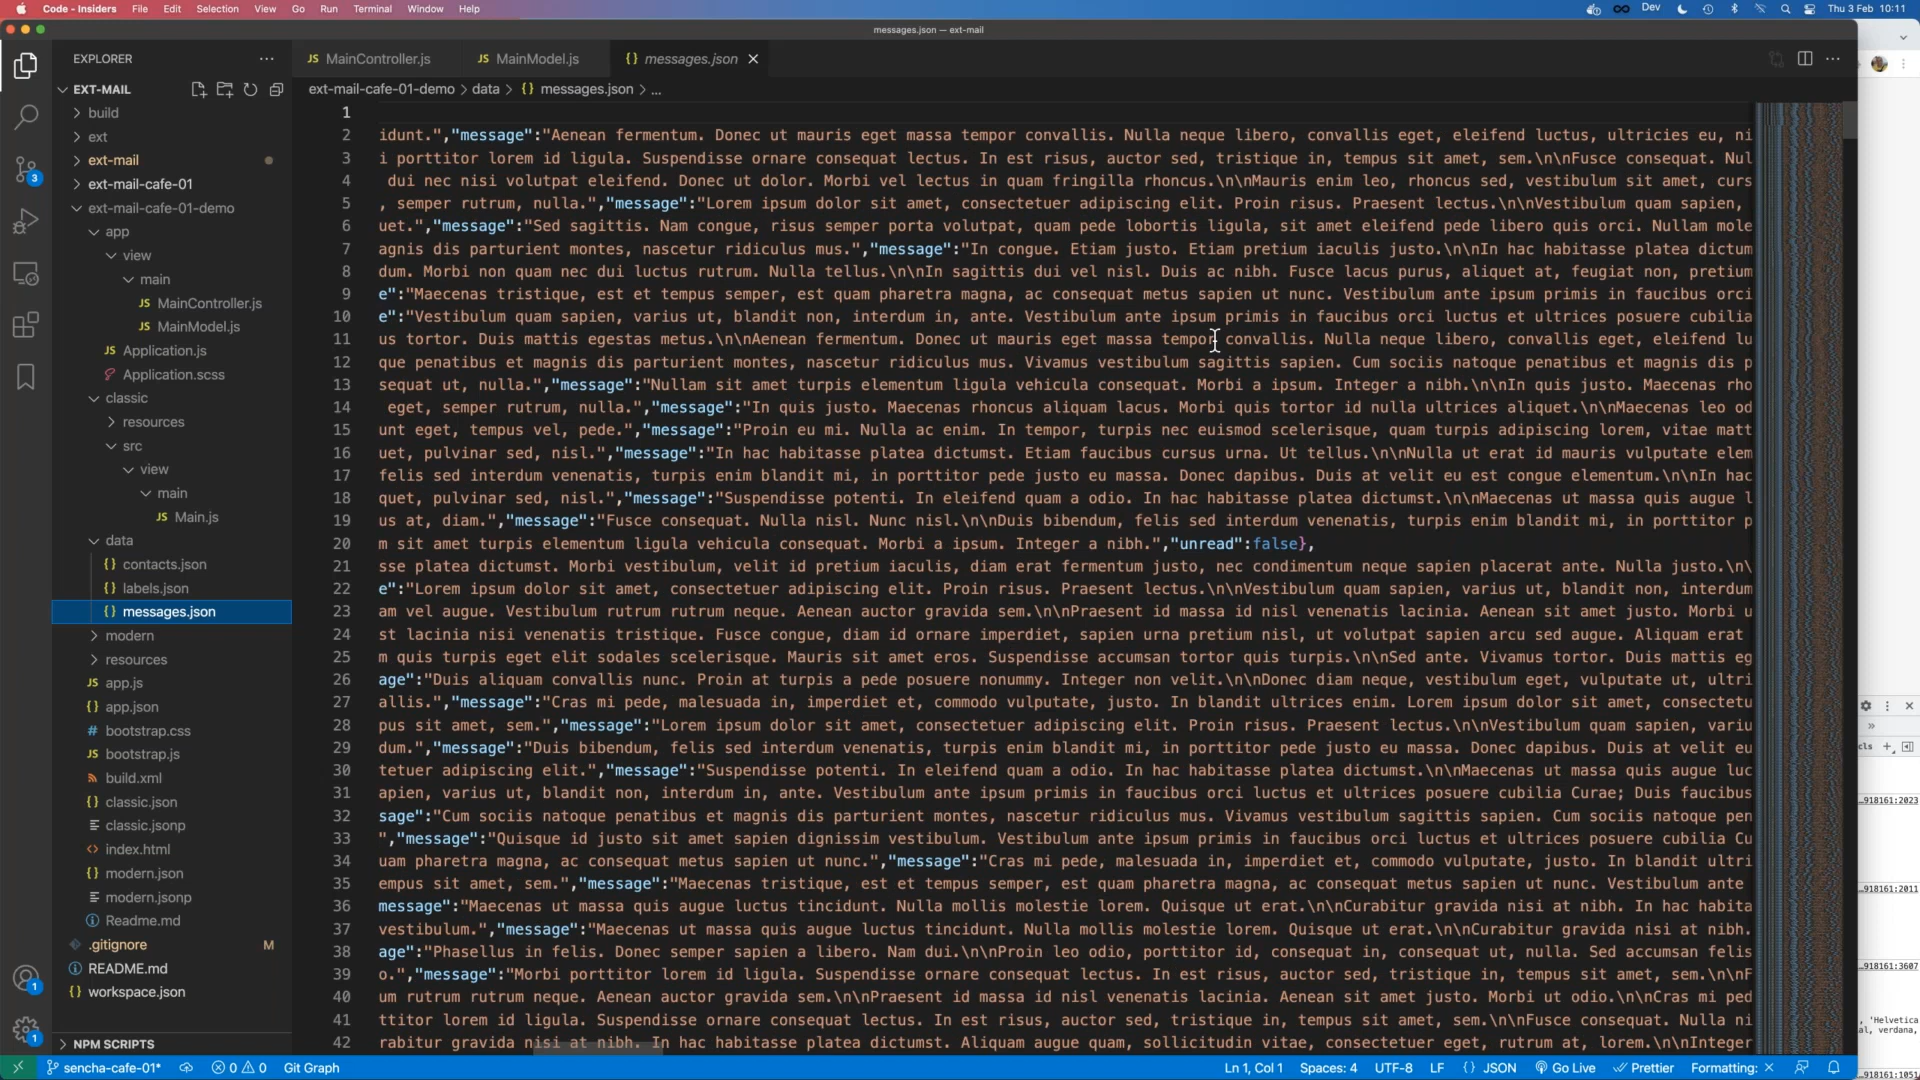 Code - Insiders File Edit Selection View Go Run Terminal Window Help Dev Thu 3 Feb 10:11
messages.json — ext-mail
EXPLORER
EXT-MAIL
build
ext
ext-mail
ext-mail-cafe-01
ext-mail-cafe-01-demo
app
view
main
JS MainController.js
JS MainModel.js
JS Application.js
Application.scss
classic
resources
src
view
main
JS Main.js
data
{} contacts.json
{} labels.json
{} messages.json
modern
resources
JS app.js
{} app.json
# bootstrap.css
JS bootstrap.js
build.xml
{} classic.json
classic.jsonp
<> index.html
{} modern.json
modern.jsonp
Readme.md
.gitignore M
README.md
{} workspace.json
NPM SCRIPTS
3
1
1
JS MainController.js JS MainModel.js {} messages.json
ext-mail-cafe-01-demo > data > {} messages.json > ...
1
2 idunt.","message":"Aenean fermentum. Donec ut mauris eget massa tempor convallis. Nulla neque libero, convallis eget, eleifend luctus, ultricies eu, ni
3 i porttitor lorem id ligula. Suspendisse ornare consequat lectus. In est risus, auctor sed, tristique in, tempus sit amet, sem.\n\nFusce consequat. Nul
4 dui nec nisi volutpat eleifend. Donec ut dolor. Morbi vel lectus in quam fringilla rhoncus.\n\nMauris enim leo, rhoncus sed, vestibulum sit amet, curs
5 , semper rutrum, nulla.","message":"Lorem ipsum dolor sit amet, consectetuer adipiscing elit. Proin risus. Praesent lectus.\n\nVestibulum quam sapien,
6 uet.","message":"Sed sagittis. Nam congue, risus semper porta volutpat, quam pede lobortis ligula, sit amet eleifend pede libero quis orci. Nullam mole
7 agnis dis parturient montes, nascetur ridiculus mus.","message":"In congue. Etiam justo. Etiam pretium iaculis justo.\n\nIn hac habitasse platea dictum
8 dum. Morbi non quam nec dui luctus rutrum. Nulla tellus.\n\nIn sagittis dui vel nisl. Duis ac nibh. Fusce lacus purus, aliquet at, feugiat non, pretium
9 e":"Maecenas tristique, est et tempus semper, est quam pharetra magna, ac consequat metus sapien ut nunc. Vestibulum ante ipsum primis in faucibus orci
10 e":"Vestibulum quam sapien, varius ut, blandit non, interdum in, ante. Vestibulum ante ipsum primis in faucibus orci luctus et ultrices posuere cubilia
11 us tortor. Duis mattis egestas metus.\n\nAenean fermentum. Donec ut mauris eget massa tempor convallis. Nulla neque libero, convallis eget, eleifend lu
12 que penatibus et magnis dis parturient montes, nascetur ridiculus mus. Vivamus vestibulum sagittis sapien. Cum sociis natoque penatibus et magnis dis p
13 sequat ut, nulla.","message":"Nullam sit amet turpis elementum ligula vehicula consequat. Morbi a ipsum. Integer a nibh.\n\nIn quis justo. Maecenas rho
14 eget, semper rutrum, nulla.","message":"In quis justo. Maecenas rhoncus aliquam lacus. Morbi quis tortor id nulla ultrices aliquet.\n\nMaecenas leo od
15 unt eget, tempus vel, pede.","message":"Proin eu mi. Nulla ac enim. In tempor, turpis nec euismod scelerisque, quam turpis adipiscing lorem, vitae matt
16 uet, pulvinar sed, nisl.","message":"In hac habitasse platea dictumst. Etiam faucibus cursus urna. Ut tellus.\n\nNulla ut erat id mauris vulputate elem
17 felis sed interdum venenatis, turpis enim blandit mi, in porttitor pede justo eu massa. Donec dapibus. Duis at velit eu est congue elementum.\n\nIn hac
18 quet, pulvinar sed, nisl.","message":"Suspendisse potenti. In eleifend quam a odio. In hac habitasse platea dictumst.\n\nMaecenas ut massa quis augue l
19 us at, diam.","message":"Fusce consequat. Nulla nisl. Nunc nisl.\n\nDuis bibendum, felis sed interdum venenatis, turpis enim blandit mi, in porttitor p
20 m sit amet turpis elementum ligula vehicula consequat. Morbi a ipsum. Integer a nibh.","unread":false},
21 sse platea dictumst. Morbi vestibulum, velit id pretium iaculis, diam erat fermentum justo, nec condimentum neque sapien placerat ante. Nulla justo.\n\
22 e":"Lorem ipsum dolor sit amet, consectetuer adipiscing elit. Proin risus. Praesent lectus.\n\nVestibulum quam sapien, varius ut, blandit non, interdum
23 am vel augue. Vestibulum rutrum rutrum neque. Aenean auctor gravida sem.\n\nPraesent id massa id nisl venenatis lacinia. Aenean sit amet justo. Morbi u
24 st lacinia nisi venenatis tristique. Fusce congue, diam id ornare imperdiet, sapien urna pretium nisl, ut volutpat sapien arcu sed augue. Aliquam erat
25 m quis turpis eget elit sodales scelerisque. Mauris sit amet eros. Suspendisse accumsan tortor quis turpis.\n\nSed ante. Vivamus tortor. Duis mattis eg
26 age":"Duis aliquam convallis nunc. Proin at turpis a pede posuere nonummy. Integer non velit.\n\nDonec diam neque, vestibulum eget, vulputate ut, ultri
27 allis.","message":"Cras mi pede, malesuada in, imperdiet et, commodo vulputate, justo. In blandit ultrices enim. Lorem ipsum dolor sit amet, consectetu
28 pus sit amet, sem.","message":"Lorem ipsum dolor sit amet, consectetuer adipiscing elit. Proin risus. Praesent lectus.\n\nVestibulum quam sapien, variu
29 dum.","message":"Duis bibendum, felis sed interdum venenatis, turpis enim blandit mi, in porttitor pede justo eu massa. Donec dapibus. Duis at velit eu
30 tetuer adipiscing elit.","message":"Suspendisse potenti. In eleifend quam a odio. In hac habitasse platea dictumst.\n\nMaecenas ut massa quis augue luc
31 apien, varius ut, blandit non, interdum in, ante. Vestibulum ante ipsum primis in faucibus orci luctus et ultrices posuere cubilia Curae; Duis faucibus
32 sage":"Cum sociis natoque penatibus et magnis dis parturient montes, nascetur ridiculus mus. Vivamus vestibulum sagittis sapien. Cum sociis natoque pen
33 ","message":"Quisque id justo sit amet sapien dignissim vestibulum. Vestibulum ante ipsum primis in faucibus orci luctus et ultrices posuere cubilia Cu
34 uam pharetra magna, ac consequat metus sapien ut nunc.","message":"Cras mi pede, malesuada in, imperdiet et, commodo vulputate, justo. In blandit ultri
35 empus sit amet, sem.","message":"Maecenas tristique, est et tempus semper, est quam pharetra magna, ac consequat metus sapien ut nunc. Vestibulum ante
36 message":"Maecenas ut massa quis augue luctus tincidunt. Nulla mollis molestie lorem. Quisque ut erat.\n\nCurabitur gravida nisi at nibh. In hac habita
37 vestibulum.","message":"Maecenas ut massa quis augue luctus tincidunt. Nulla mollis molestie lorem. Quisque ut erat.\n\nCurabitur gravida nisi at nibh.
38 age":"Phasellus in felis. Donec semper sapien a libero. Nam dui.\n\nProin leo odio, porttitor id, consequat in, consequat ut, nulla. Sed accumsan felis
39 o.","message":"Morbi porttitor lorem id ligula. Suspendisse ornare consequat lectus. In est risus, auctor sed, tristique in, tempus sit amet, sem.\n\nF
40 um rutrum rutrum neque. Aenean auctor gravida sem.\n\nPraesent id massa id nisl venenatis lacinia. Aenean sit amet justo. Morbi ut odio.\n\nCras mi ped
41 ttitor lorem id ligula. Suspendisse ornare consequat lectus. In est risus, auctor sed, tristique in, tempus sit amet, sem.\n\nFusce consequat. Nulla ni
42 rabitur gravida nisi at nibh. In hac habitasse platea dictumst. Aliquam augue quam, sollicitudin vitae, consectetuer eget, rutrum at, lorem.\n\nInteger
cls
…918161:2023
…918161:2011
…918161:3607
, 'Helvetica
al, verdana,
…918161:1051
sencha-cafe-01* 0 0 Git Graph Ln 1, Col 1 Spaces: 4 UTF-8 LF {} JSON Go Live Prettier Formatting: ×